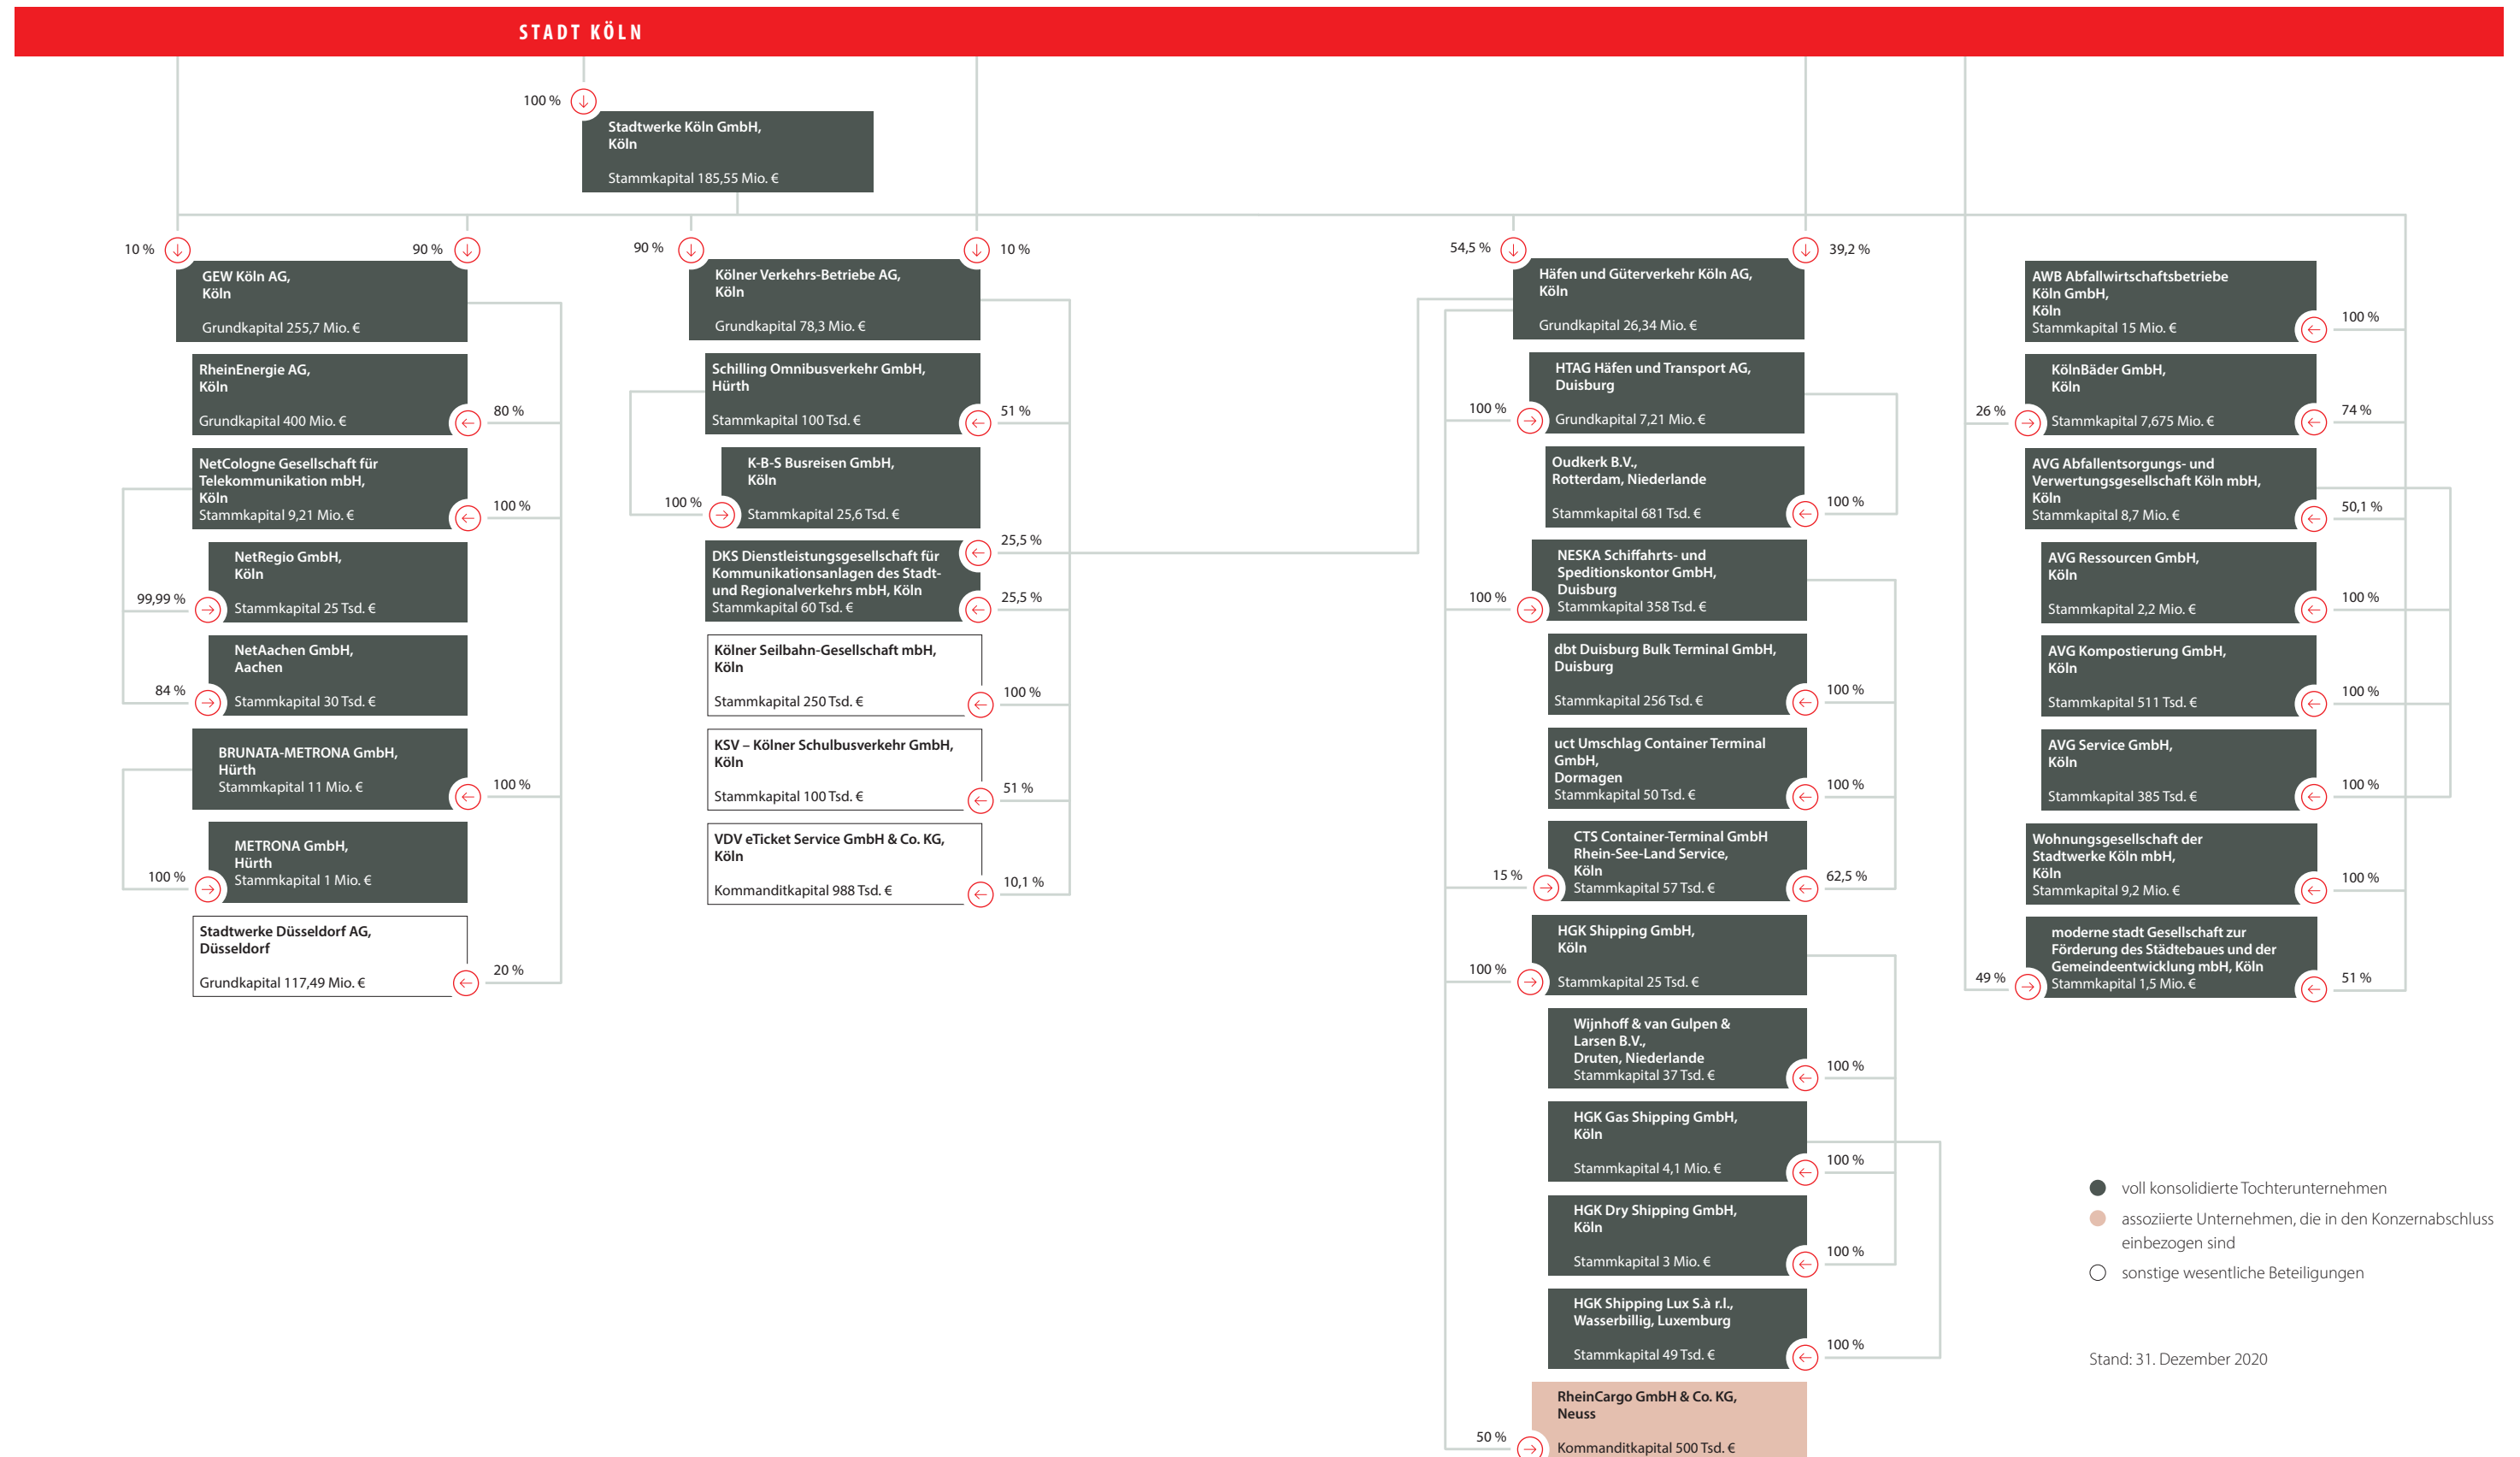 STADT KÖLN
100 %
Stadtwerke Köln GmbH,
Köln
Stammkapital 185,55 Mio. €
10 %
90 %
GEW Köln AG,
Köln
Grundkapital 255,7 Mio. €
RheinEnergie AG,
Köln
Grundkapital 400 Mio. €
80 %
NetCologne Gesellschaft für
Telekommunikation mbH,
Köln
Stammkapital 9,21 Mio. €
100 %
NetRegio GmbH,
Köln
Stammkapital 25 Tsd. €
99,99 %
NetAachen GmbH,
Aachen
Stammkapital 30 Tsd. €
84 %
BRUNATA-METRONA GmbH,
Hürth
Stammkapital 11 Mio. €
100 %
METRONA GmbH,
Hürth
Stammkapital 1 Mio. €
100 %
Stadtwerke Düsseldorf AG,
Düsseldorf
Grundkapital 117,49 Mio. €
20 %
90 %
10 %
Kölner Verkehrs-Betriebe AG,
Köln
Grundkapital 78,3 Mio. €
Schilling Omnibusverkehr GmbH,
Hürth
Stammkapital 100 Tsd. €
51 %
K-B-S Busreisen GmbH,
Köln
Stammkapital 25,6 Tsd. €
100 %
DKS Dienstleistungsgesellschaft für
Kommunikationsanlagen des Stadt-
und Regionalverkehrs mbH, Köln
Stammkapital 60 Tsd. €
25,5 %
25,5 %
Kölner Seilbahn-Gesellschaft mbH,
Köln
Stammkapital 250 Tsd. €
100 %
KSV – Kölner Schulbusverkehr GmbH,
Köln
Stammkapital 100 Tsd. €
51 %
VDV eTicket Service GmbH & Co. KG,
Köln
Kommanditkapital 988 Tsd. €
10,1 %
54,5 %
39,2 %
Häfen und Güterverkehr Köln AG,
Köln
Grundkapital 26,34 Mio. €
HTAG Häfen und Transport AG,
Duisburg
Grundkapital 7,21 Mio. €
100 %
Oudkerk B.V.,
Rotterdam, Niederlande
Stammkapital 681 Tsd. €
100 %
NESKA Schiffahrts- und
Speditionskontor GmbH,
Duisburg
Stammkapital 358 Tsd. €
100 %
dbt Duisburg Bulk Terminal GmbH,
Duisburg
Stammkapital 256 Tsd. €
100 %
uct Umschlag Container Terminal
GmbH,
Dormagen
Stammkapital 50 Tsd. €
100 %
CTS Container-Terminal GmbH
Rhein-See-Land Service,
Köln
Stammkapital 57 Tsd. €
15 %
62,5 %
HGK Shipping GmbH,
Köln
Stammkapital 25 Tsd. €
100 %
Wijnhoff & van Gulpen &
Larsen B.V.,
Druten, Niederlande
Stammkapital 37 Tsd. €
100 %
HGK Gas Shipping GmbH,
Köln
Stammkapital 4,1 Mio. €
100 %
HGK Dry Shipping GmbH,
Köln
Stammkapital 3 Mio. €
100 %
HGK Shipping Lux S.à r.l.,
Wasserbillig, Luxemburg
Stammkapital 49 Tsd. €
100 %
RheinCargo GmbH & Co. KG,
Neuss
Kommanditkapital 500 Tsd. €
50 %
AWB Abfallwirtschaftsbetriebe
Köln GmbH,
Köln
Stammkapital 15 Mio. €
100 %
KölnBäder GmbH,
Köln
Stammkapital 7,675 Mio. €
26 %
74 %
AVG Abfallentsorgungs- und
Verwertungsgesellschaft Köln mbH,
Köln
Stammkapital 8,7 Mio. €
50,1 %
AVG Ressourcen GmbH,
Köln
Stammkapital 2,2 Mio. €
100 %
AVG Kompostierung GmbH,
Köln
Stammkapital 511 Tsd. €
100 %
AVG Service GmbH,
Köln
Stammkapital 385 Tsd. €
100 %
Wohnungsgesellschaft der
Stadtwerke Köln mbH,
Köln
Stammkapital 9,2 Mio. €
100 %
moderne stadt Gesellschaft zur
Förderung des Städtebaues und der
Gemeindeentwicklung mbH, Köln
Stammkapital 1,5 Mio. €
49 %
51 %
voll konsolidierte Tochterunternehmen
assoziierte Unternehmen, die in den Konzernabschluss
einbezogen sind
sonstige wesentliche Beteiligungen
Stand: 31. Dezember 2020